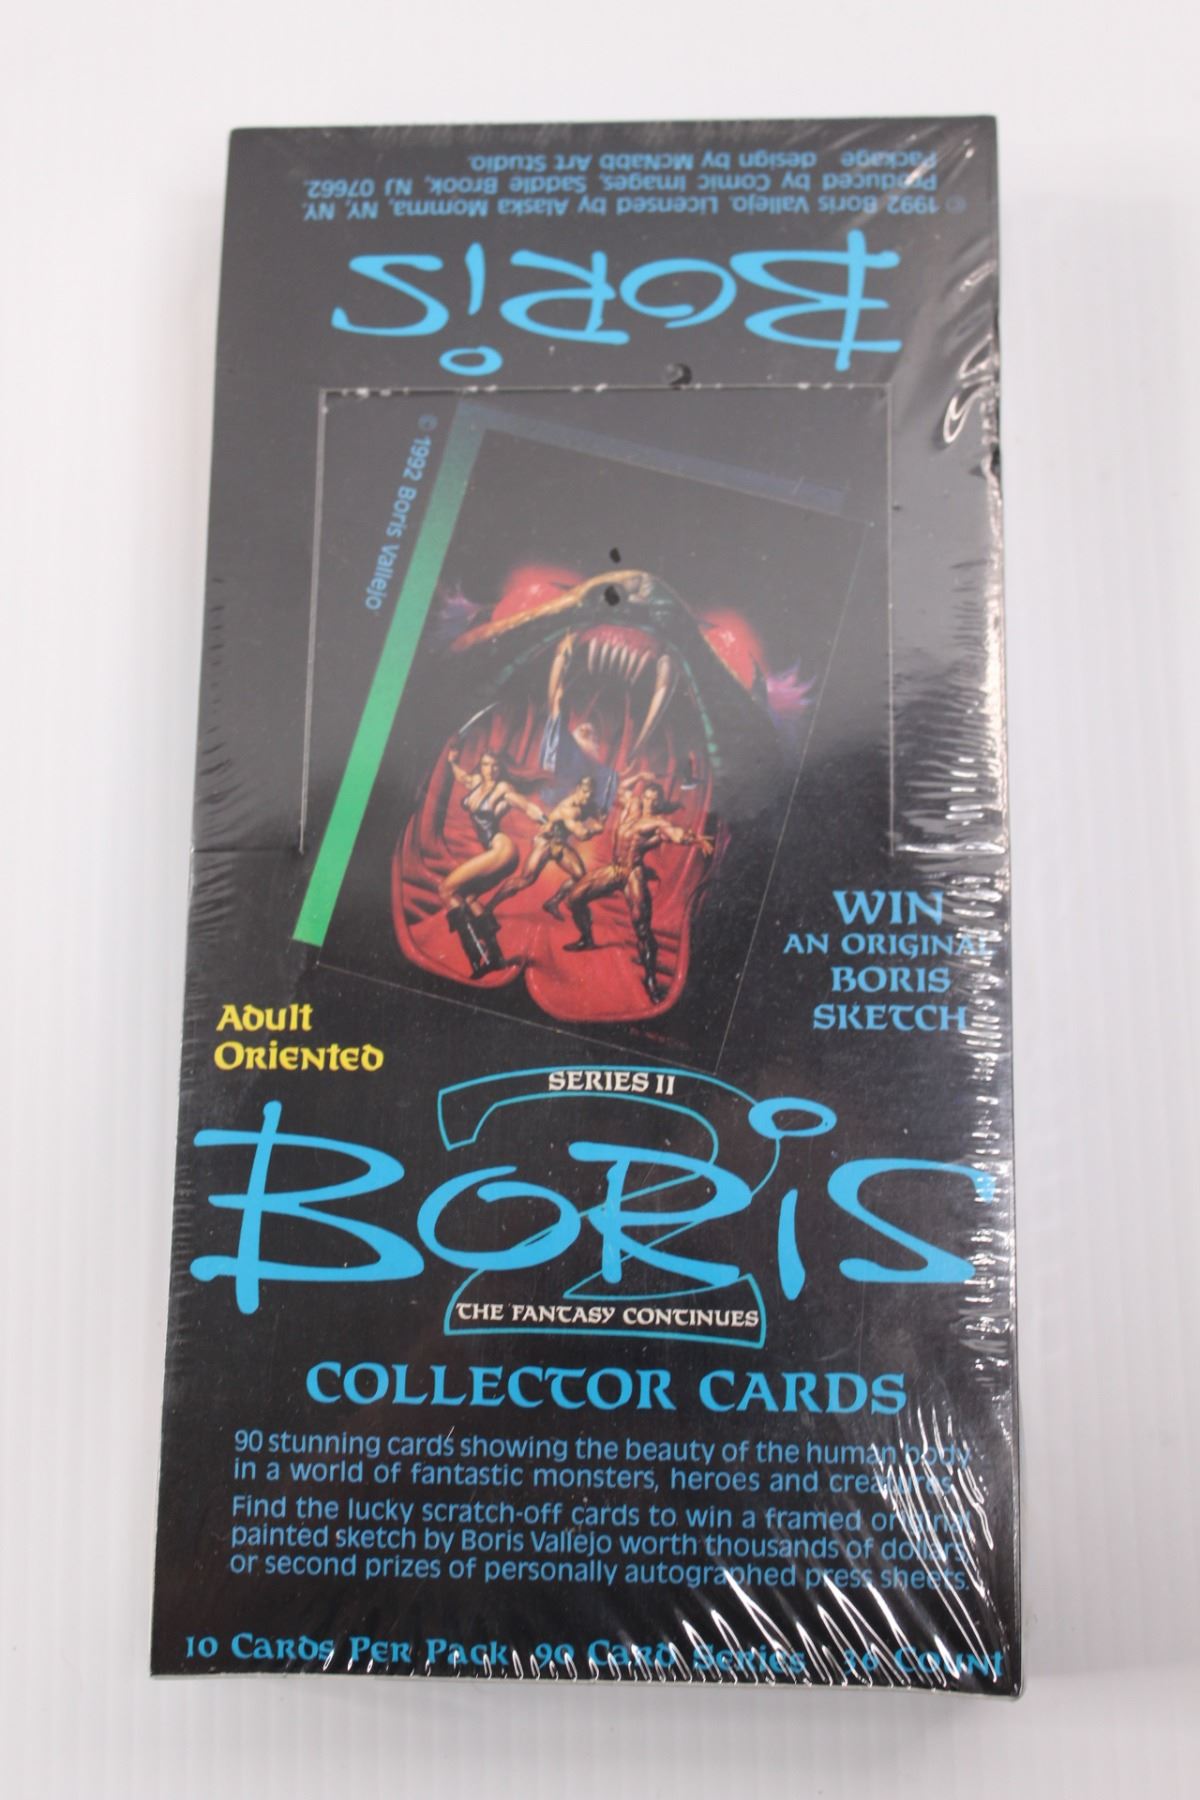 © 1992 Boris Vallejo. Licensed by Alaska Momma, NY, NY.
Produced by Comic Images, Saddle Brook, NJ 07662.
Package design by McNabb Art Studio.
BORIS
© 1992 Boris Vallejo
WIN
AN ORIGINAL
BORIS
SKETCH
Adult
Oriented
SERIES II
2
BORIS
THE FANTASY CONTINUES
COLLECTOR CARDS
90 stunning cards showing the beauty of the human body
in a world of fantastic monsters, heroes and creatures.
Find the lucky scratch-off cards to win a framed original
painted sketch by Boris Vallejo worth thousands of dollars
or second prizes of personally autographed press sheets.
10 Cards Per Pack 90 Card Series 36 Count